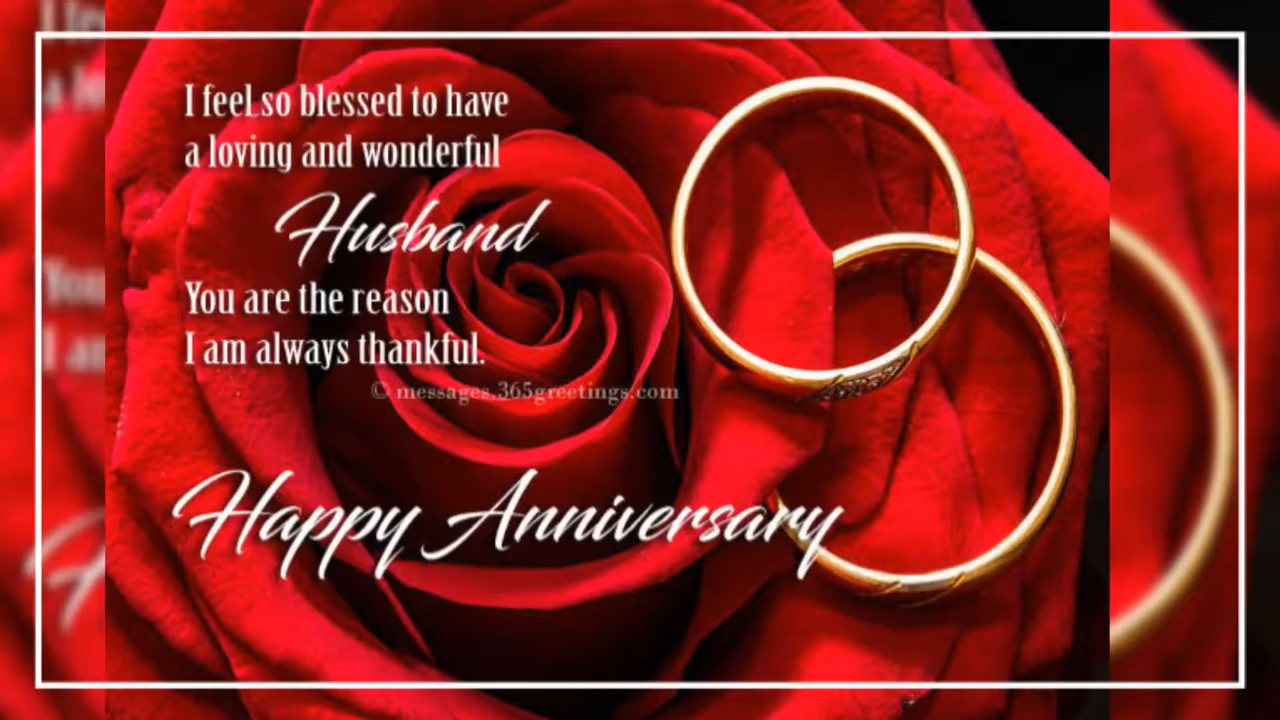 I feel so blessed to have
a loving and wonderful
Husband
You are the reason
I am always thankful.
© messages.365greetings.com
Happy Anniversary